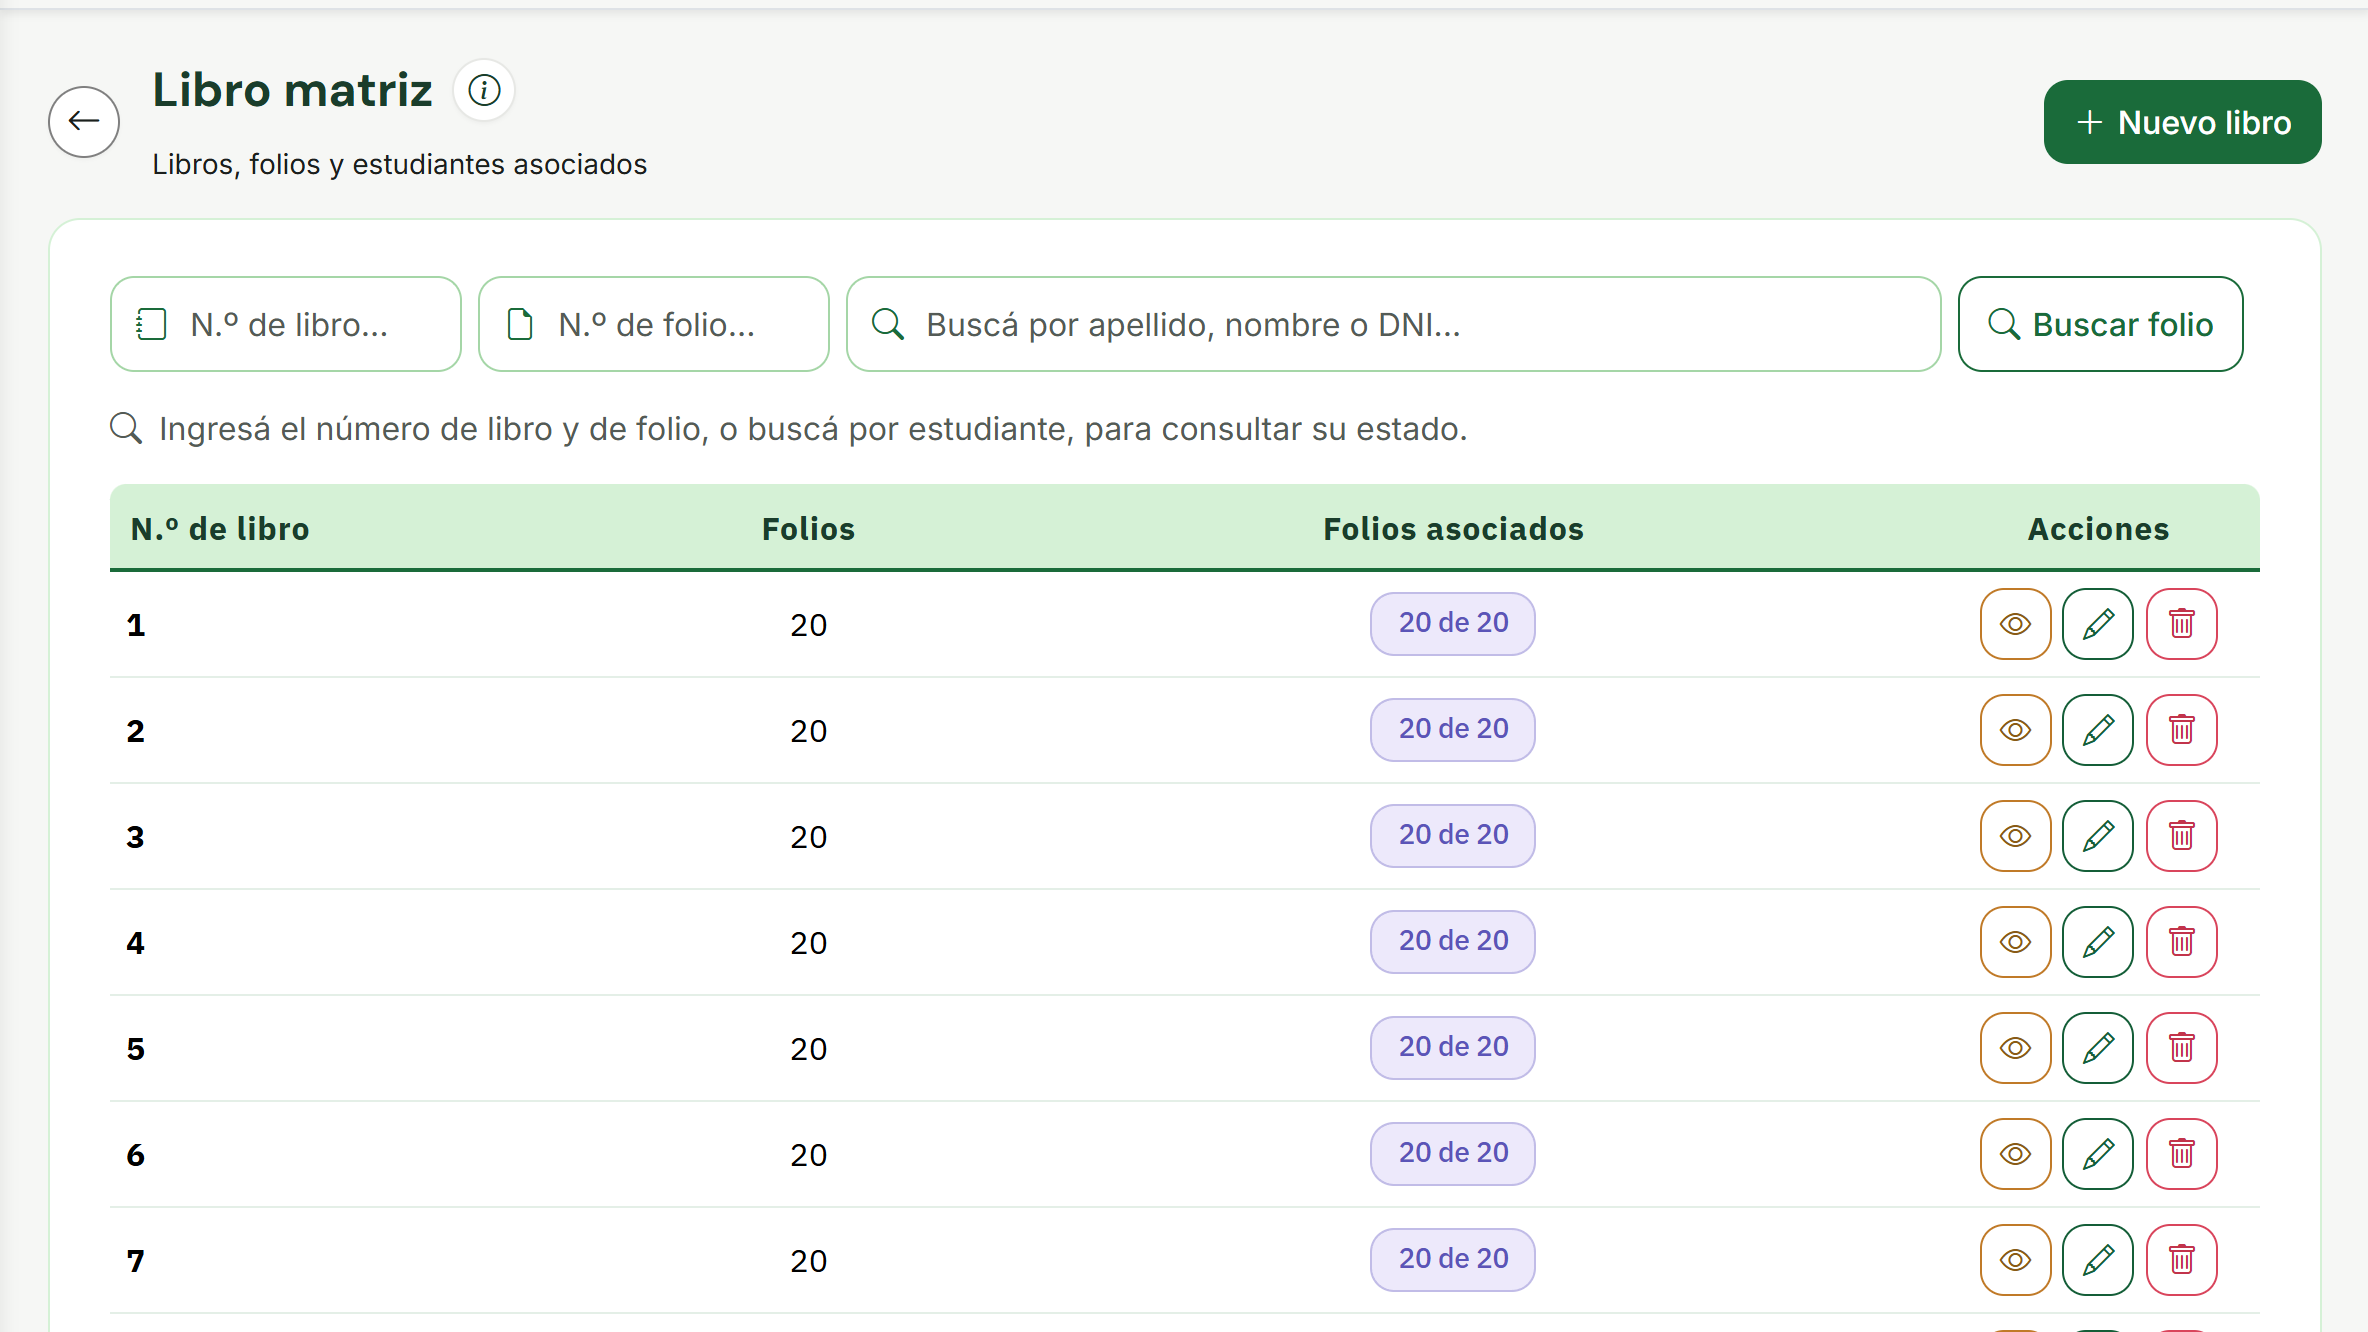 Libro matriz
Libros, folios y estudiantes asociados
+ Nuevo libro
N.º de libro...
N.º de folio...
Buscá por apellido, nombre o DNI...
Buscar folio
Ingresá el número de libro y de folio, o buscá por estudiante, para consultar su estado.
N.º de libro Folios Folios asociados Acciones
1 20 20 de 20
2 20 20 de 20
3 20 20 de 20
4 20 20 de 20
5 20 20 de 20
6 20 20 de 20
7 20 20 de 20